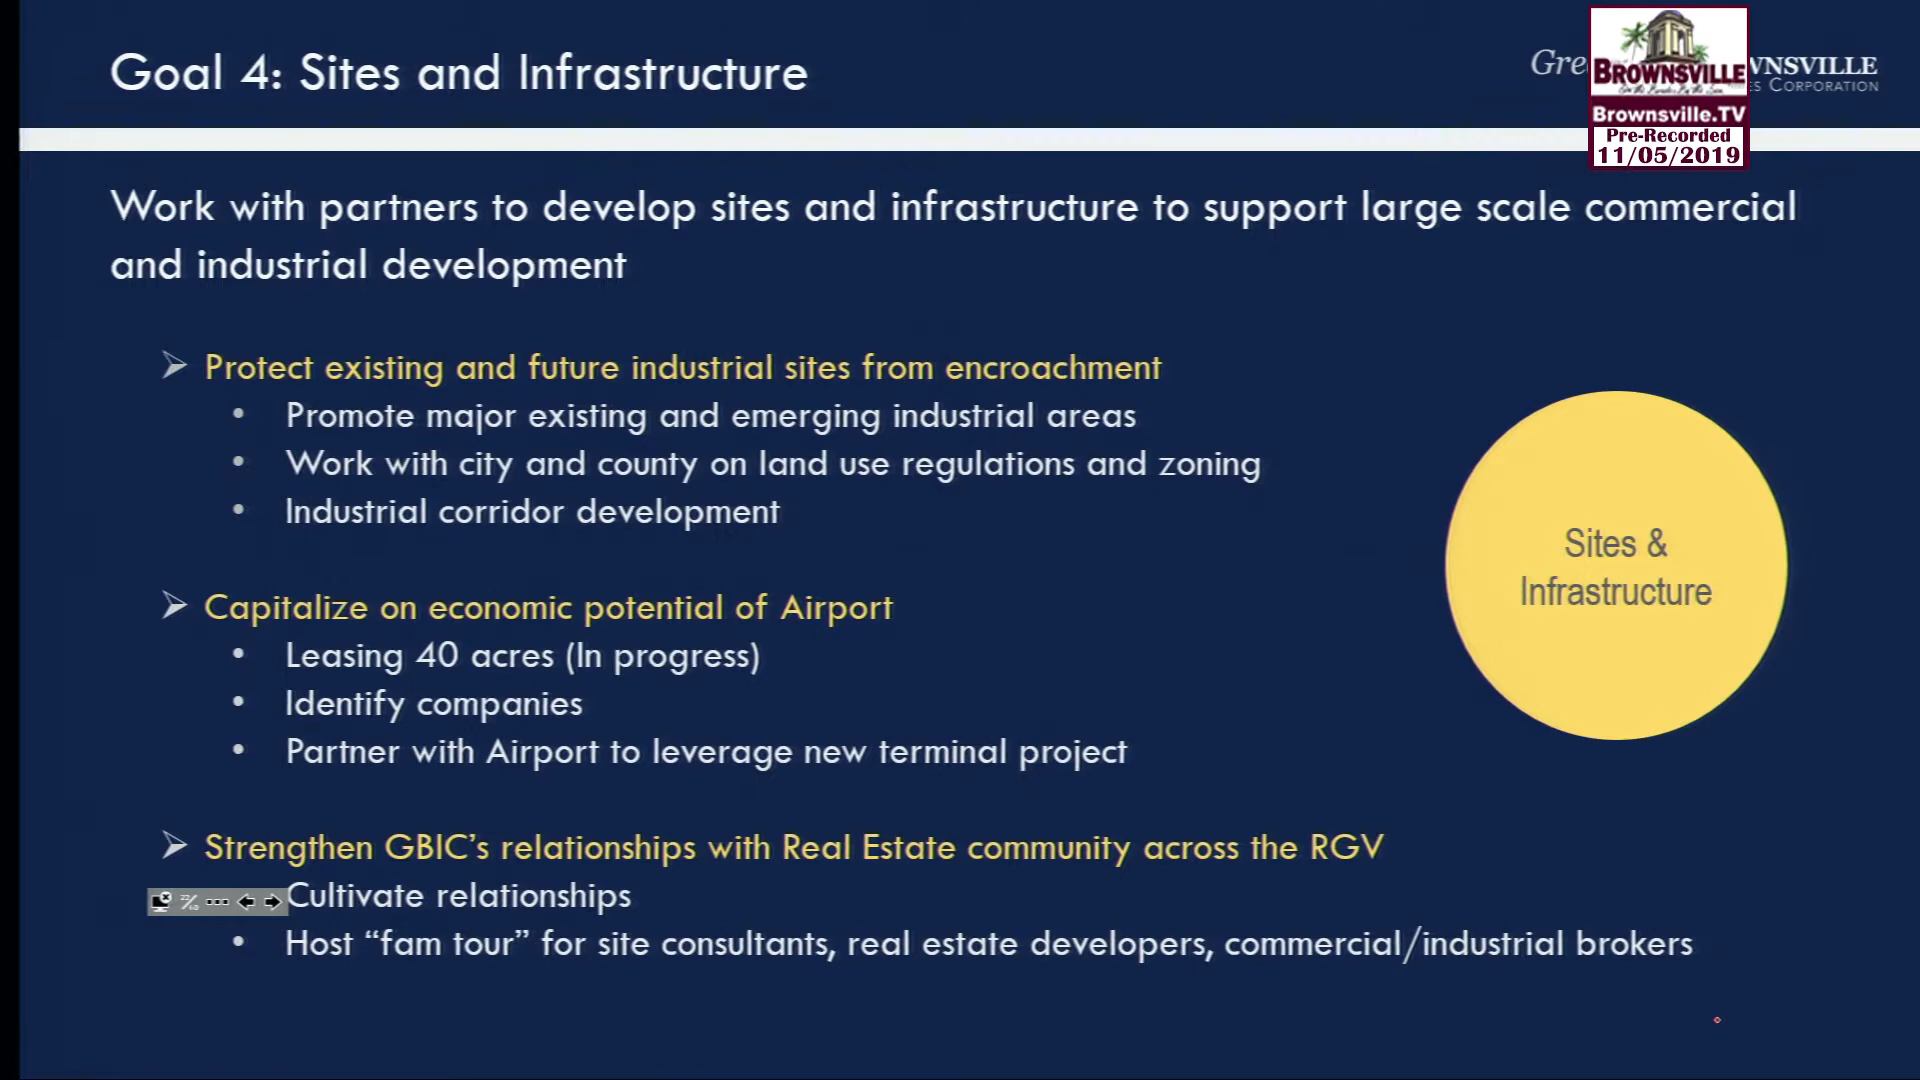 Goal 4: Sites and Infrastructure
BROWNSVILLE
Brownsville.TV
Pre-Recorded
11/05/2019
CORPORATION
Work with partners to develop sites and infrastructure to support large scale commercial
and industrial development
Protect existing and future industrial sites from encroachment
• Promote major existing and emerging industrial areas
• Work with city and county on land use regulations and zoning
• Industrial corridor development
Capitalize on economic potential of Airport
• Leasing 40 acres (In progress)
• Identify companies
• Partner with Airport to leverage new terminal project
Strengthen GBIC’s relationships with Real Estate community across the RGV
Cultivate relationships
• Host “fam tour” for site consultants, real estate developers, commercial/industrial brokers
Sites &
Infrastructure